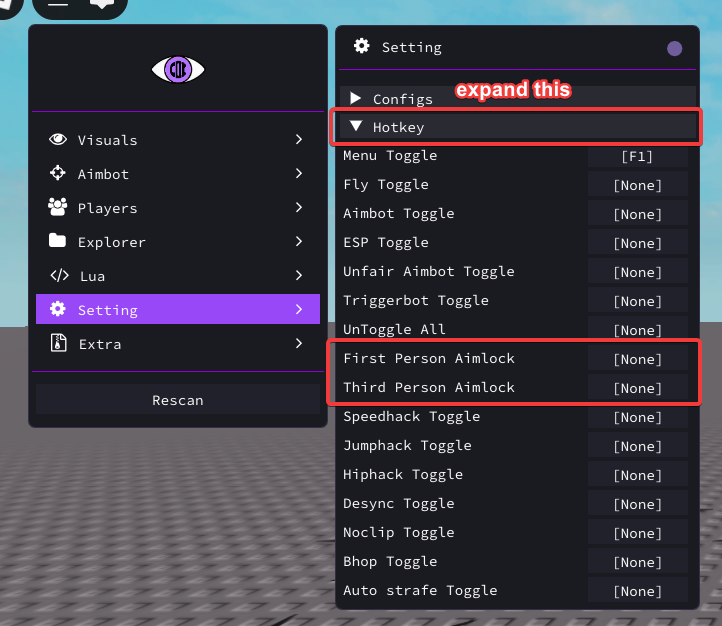 Visuals
Aimbot
Players
Explorer
Lua
Setting
Extra
Rescan
Setting
expand this
Configs
Hotkey
Menu Toggle [F1]
Fly Toggle [None]
Aimbot Toggle [None]
ESP Toggle [None]
Unfair Aimbot Toggle [None]
Triggerbot Toggle [None]
UnToggle All [None]
First Person Aimlock [None]
Third Person Aimlock [None]
Speedhack Toggle [None]
Jumphack Toggle [None]
Hiphack Toggle [None]
Desync Toggle [None]
Noclip Toggle [None]
Bhop Toggle [None]
Auto strafe Toggle [None]